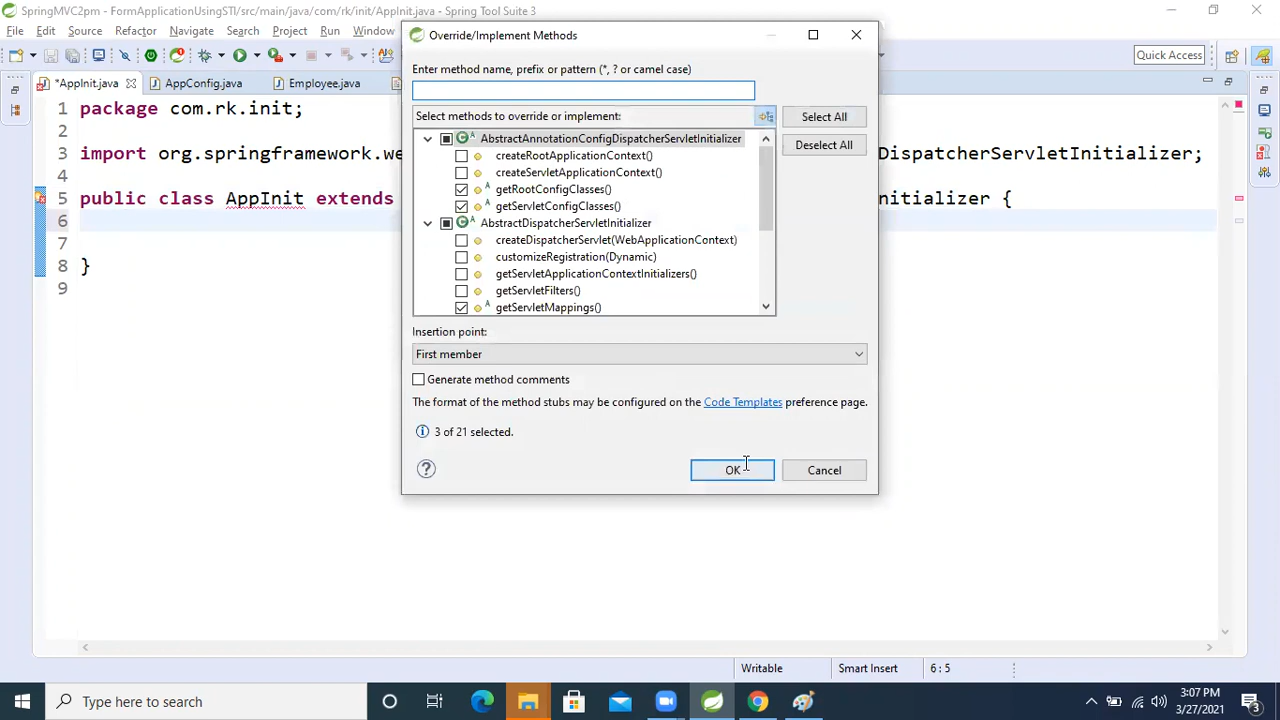 SpringMVC2pm - FormApplicationUsingSTI/src/main/java/com/rk/init/AppInit.java - Spring Tool Suite 3
File Edit Source Refactor Navigate Search Project Run Window
Quick Access
*AppInit.java AppConfig.java Employee.java
1 package com.rk.init;
2
3 import org.springframework.we DispatcherServletInitializer;
4
5 public class AppInit extends nitializer {
6
7
8 }
9
Override/Implement Methods
Enter method name, prefix or pattern (*, ? or camel case)
Select methods to override or implement:
Select All
Deselect All
AbstractAnnotationConfigDispatcherServletInitializer
createRootApplicationContext()
createServletApplicationContext()
getRootConfigClasses()
getServletConfigClasses()
AbstractDispatcherServletInitializer
createDispatcherServlet(WebApplicationContext)
customizeRegistration(Dynamic)
getServletApplicationContextInitializers()
getServletFilters()
getServletMappings()
Insertion point:
First member
Generate method comments
The format of the method stubs may be configured on the Code Templates preference page.
3 of 21 selected.
OK Cancel
Writable Smart Insert 6 : 5
Type here to search
3:07 PM
3/27/2021
3